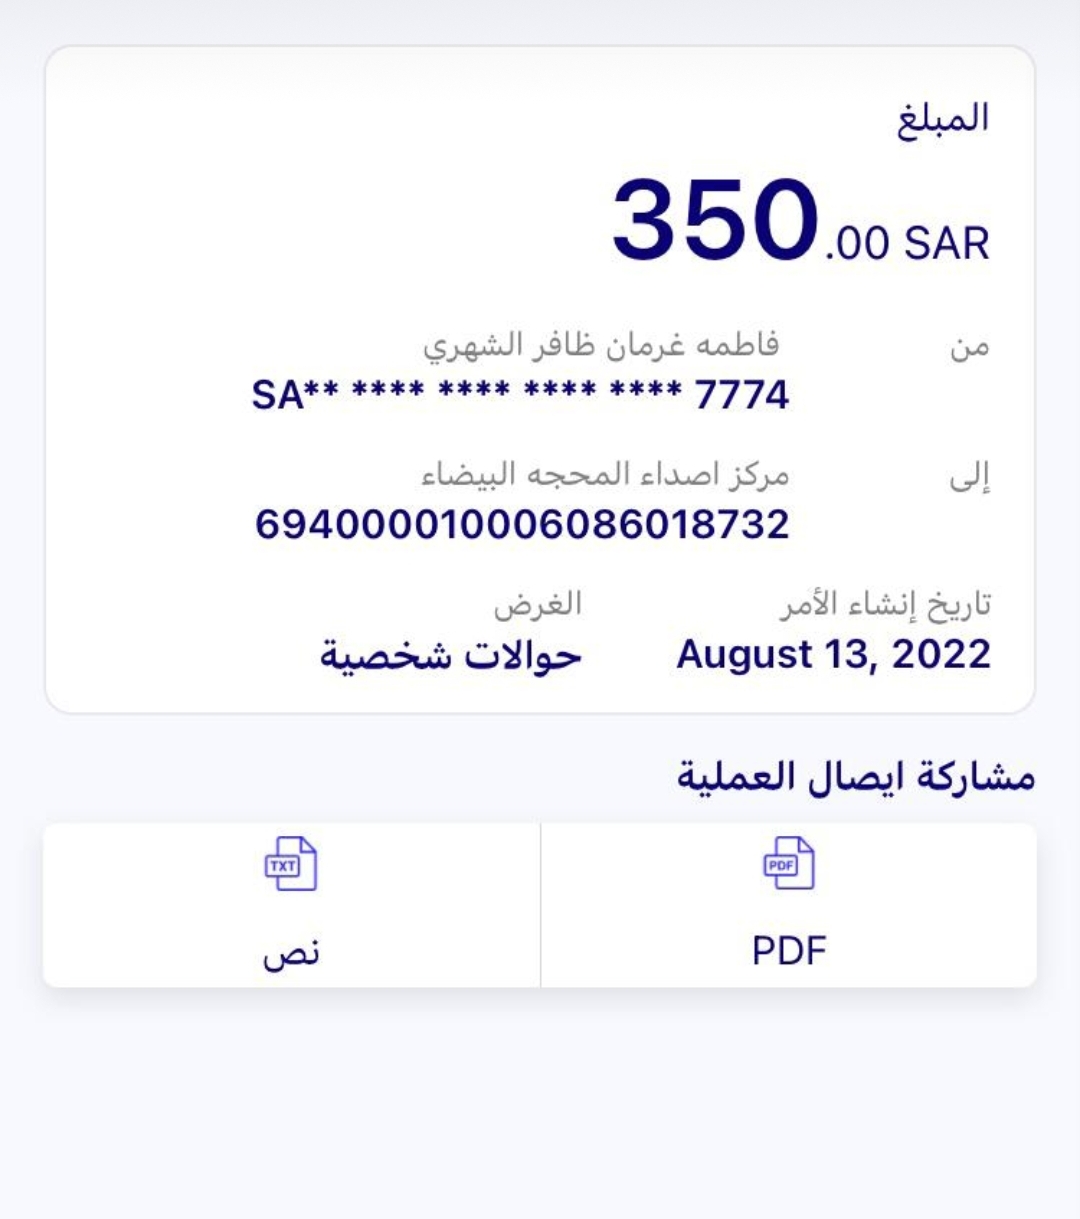 المبلغ
350.00 SAR
من فاطمه غرمان ظافر الشهري
SA** **** **** **** **** 7774
إلى مركز اصداء المحجه البيضاء
694000010006086018732
تاريخ إنشاء الأمر الغرض
August 13, 2022 حوالات شخصية
مشاركة ايصال العملية
PDF TXT
PDF نص